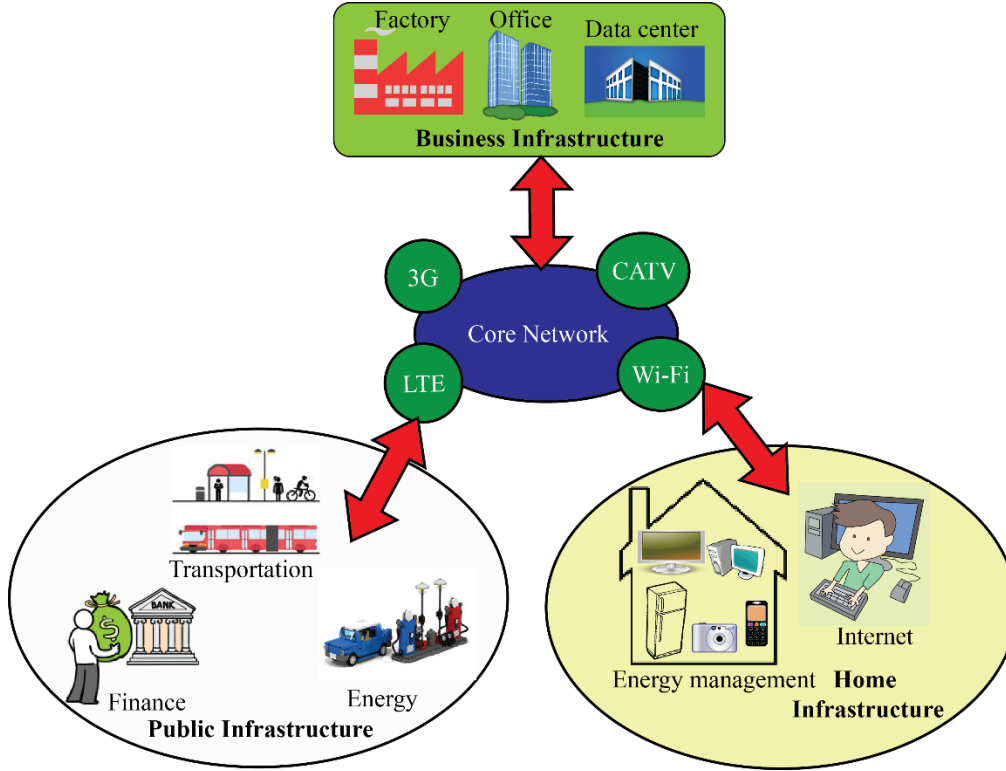 Factory
Office
Data center
Business Infrastructure
3G
CATV
Core Network
LTE
Wi-Fi
Transportation
BANK
$
Finance
Energy
Public Infrastructure
Internet
Energy management
Home
Infrastructure